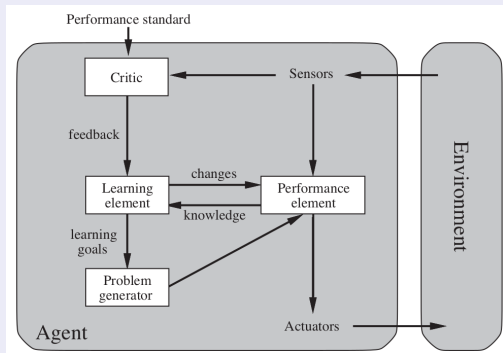 Performance standard
Critic
Sensors
feedback
changes
Learning
element
Performance
element
knowledge
learning
goals
Problem
generator
Agent
Actuators
Environment